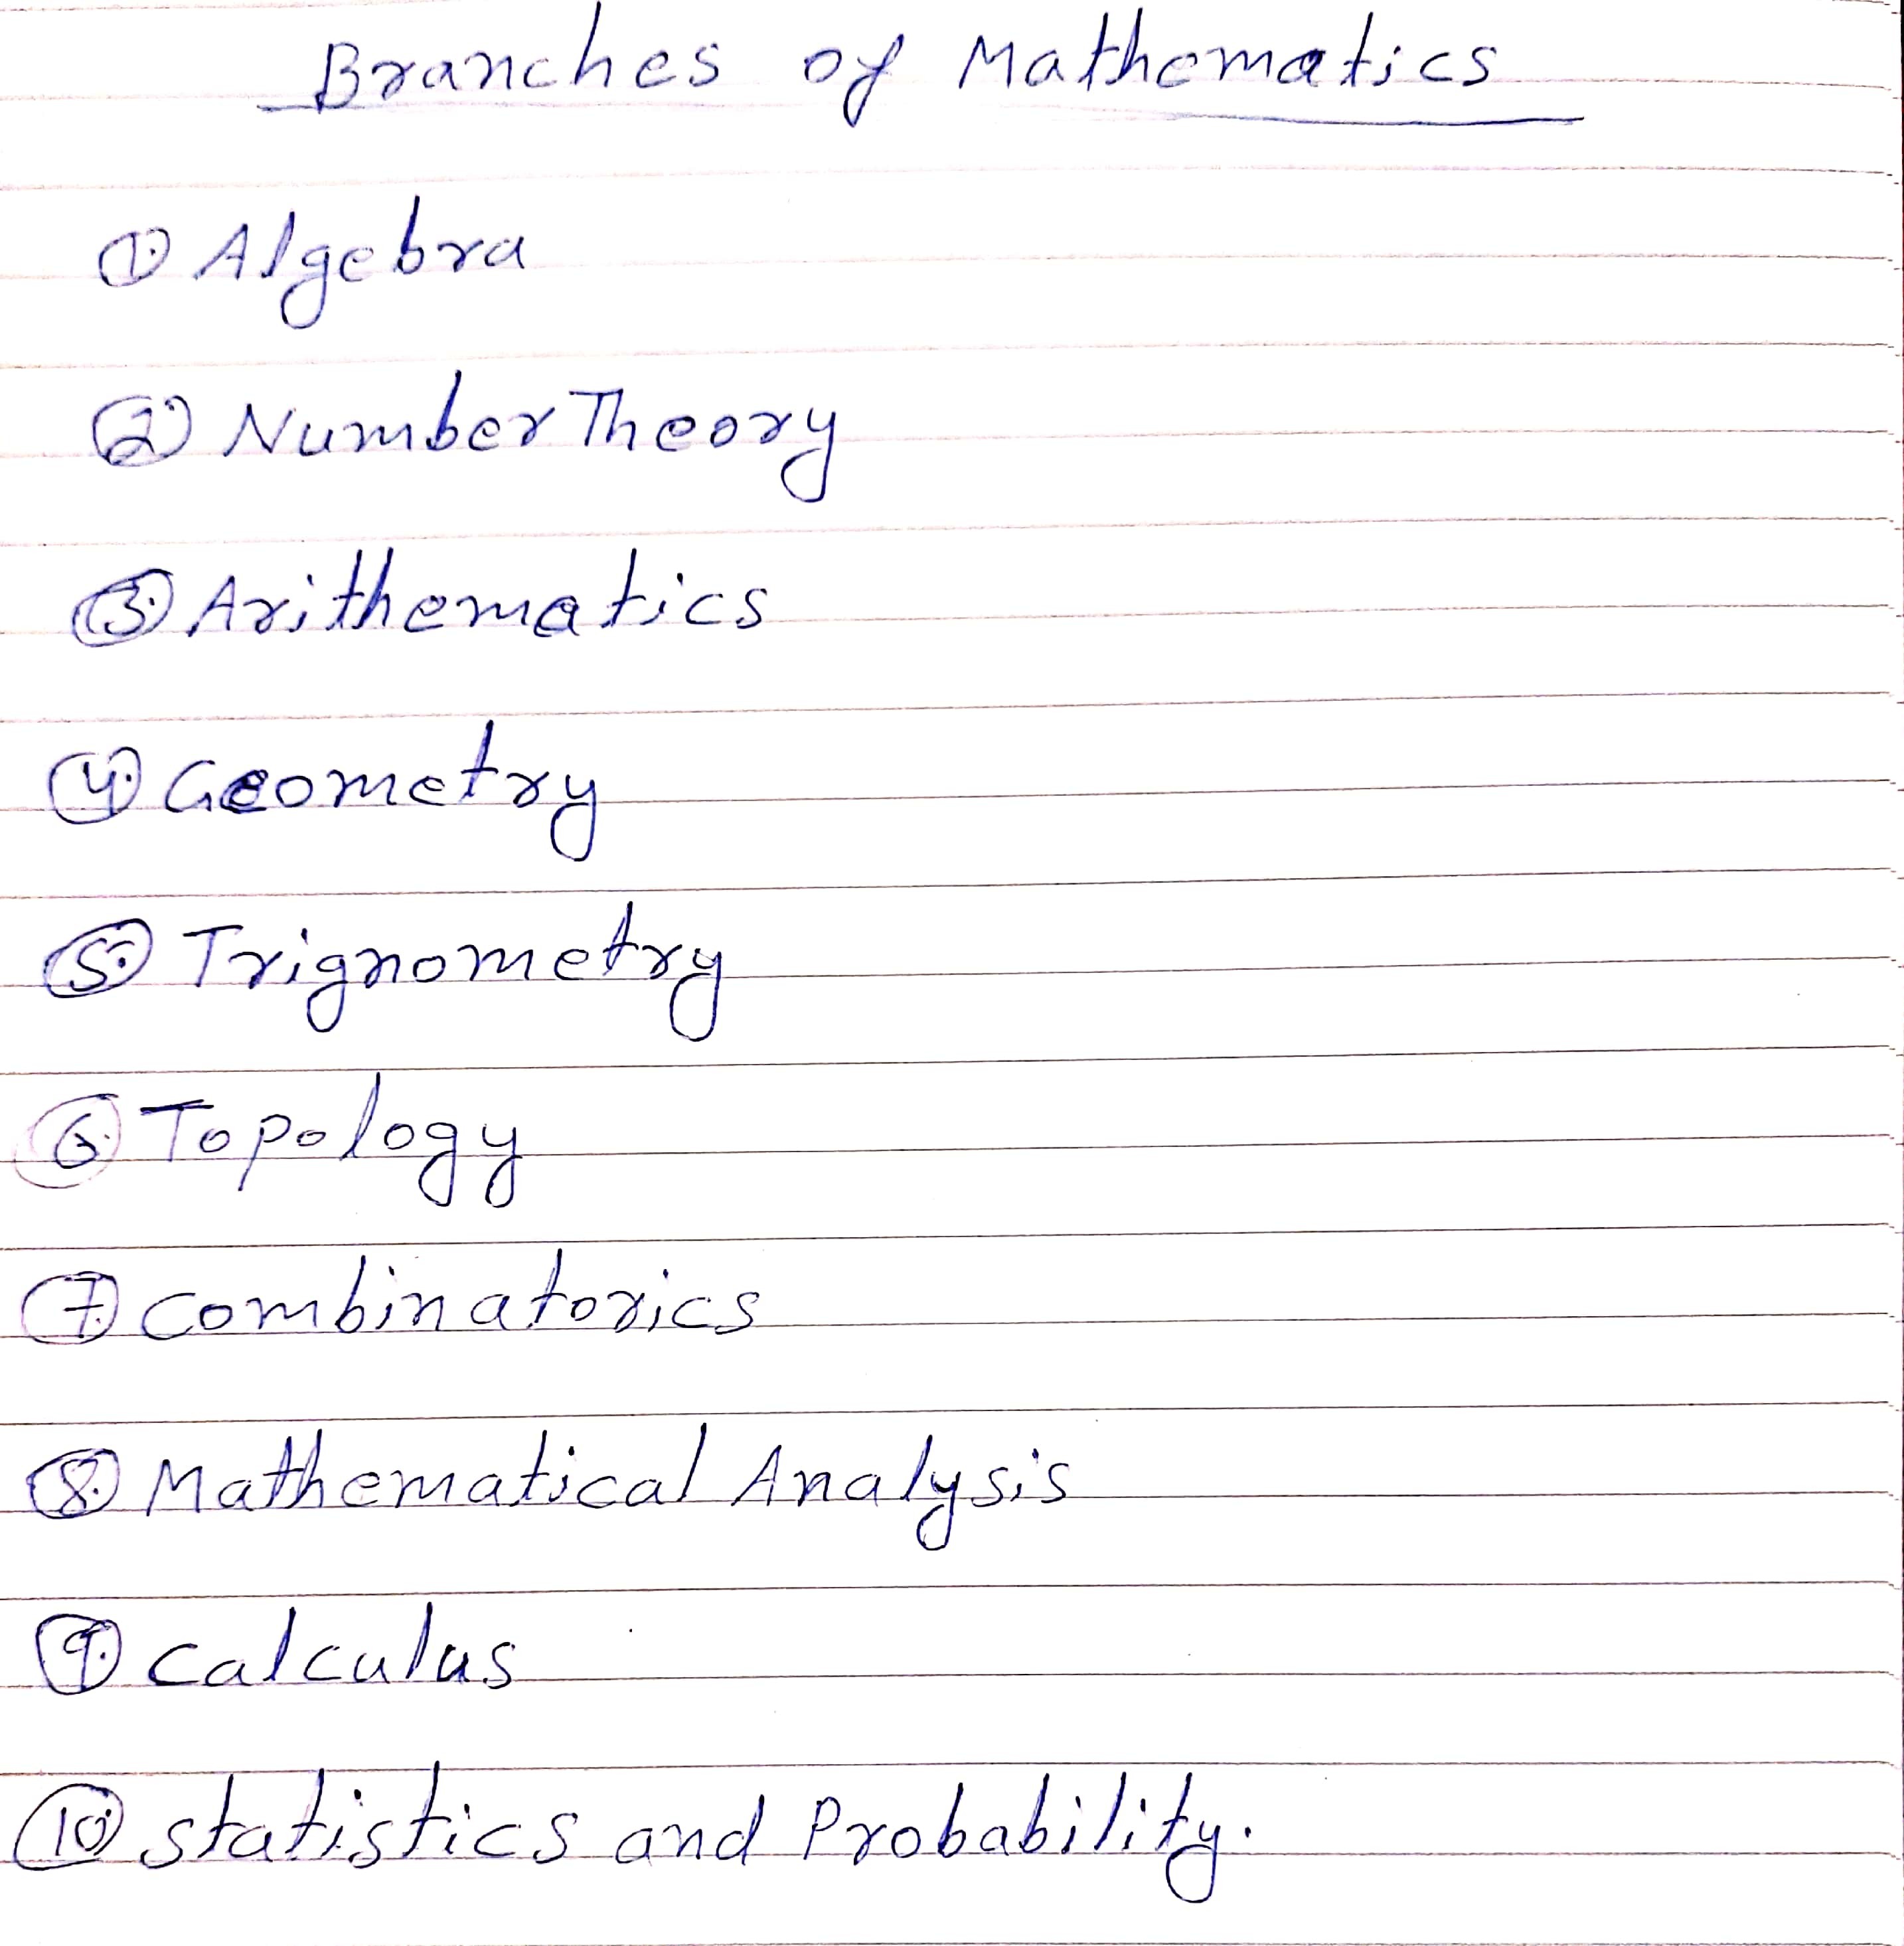 Branches of Mathematics
① Algebra
② Number Theory
③ Arithematics
④ Geometry
⑤ Trignometry
⑥ Topology
⑦ Combinatorics
⑧ Mathematical Analysis
⑨ Calculus
⑩ Statistics and Probability.